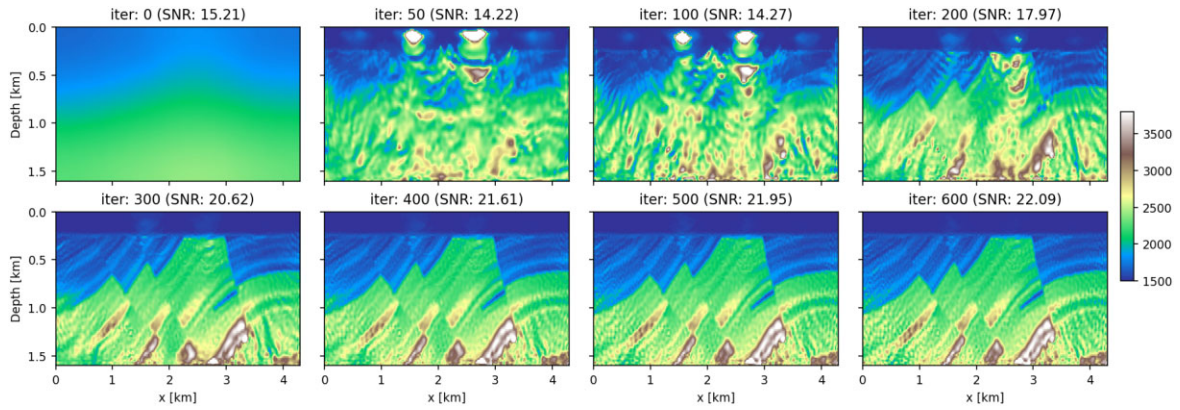 iter: 0 (SNR: 15.21)
iter: 50 (SNR: 14.22)
iter: 100 (SNR: 14.27)
iter: 200 (SNR: 17.97)
0.0
0.5
1.0
1.5
Depth [km]
3500
3000
2500
2000
1500
iter: 300 (SNR: 20.62)
iter: 400 (SNR: 21.61)
iter: 500 (SNR: 21.95)
iter: 600 (SNR: 22.09)
0.0
0.5
1.0
1.5
Depth [km]
0 1 2 3 4
0 1 2 3 4
0 1 2 3 4
0 1 2 3 4
x [km]
x [km]
x [km]
x [km]